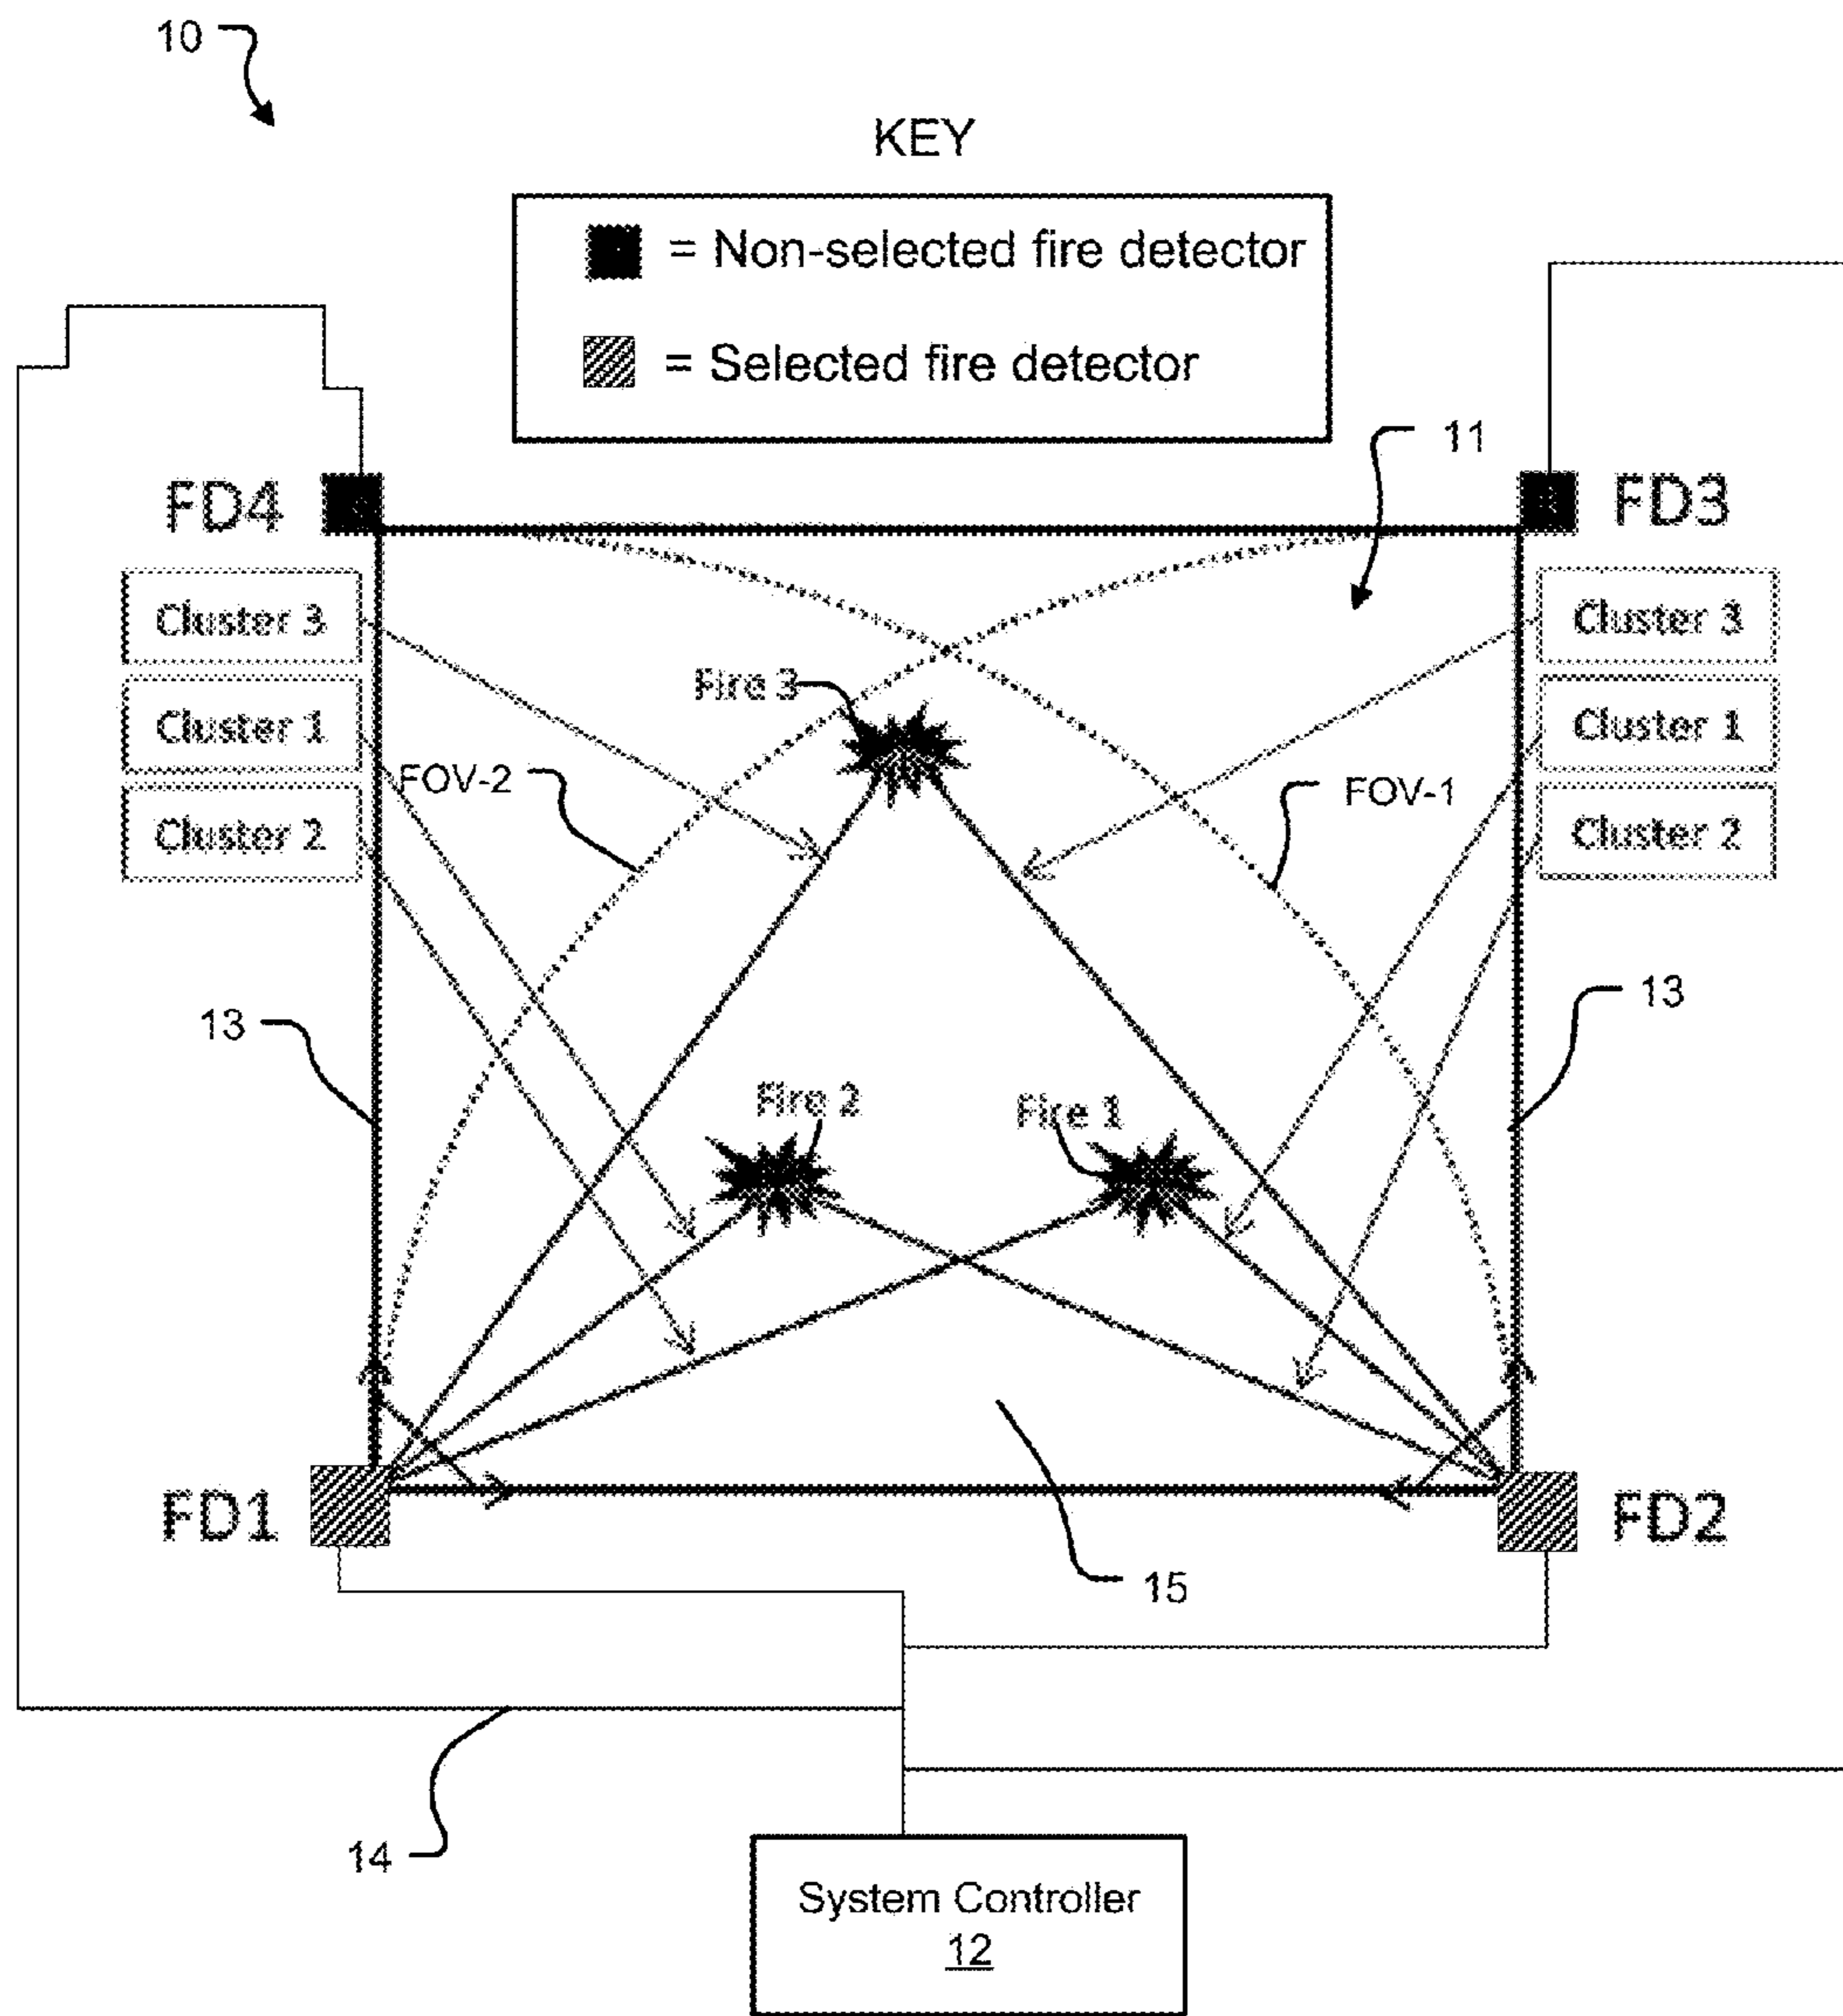 10
KEY
= Non-selected fire detector
= Selected fire detector
11
FD4
FD3
Cluster 3
Cluster 3
Fire 3
Cluster 1
Cluster 1
FOV-2
FOV-1
Cluster 2
Cluster 2
13
13
Fire 2
Fire 1
FD1
FD2
15
14
System Controller
12